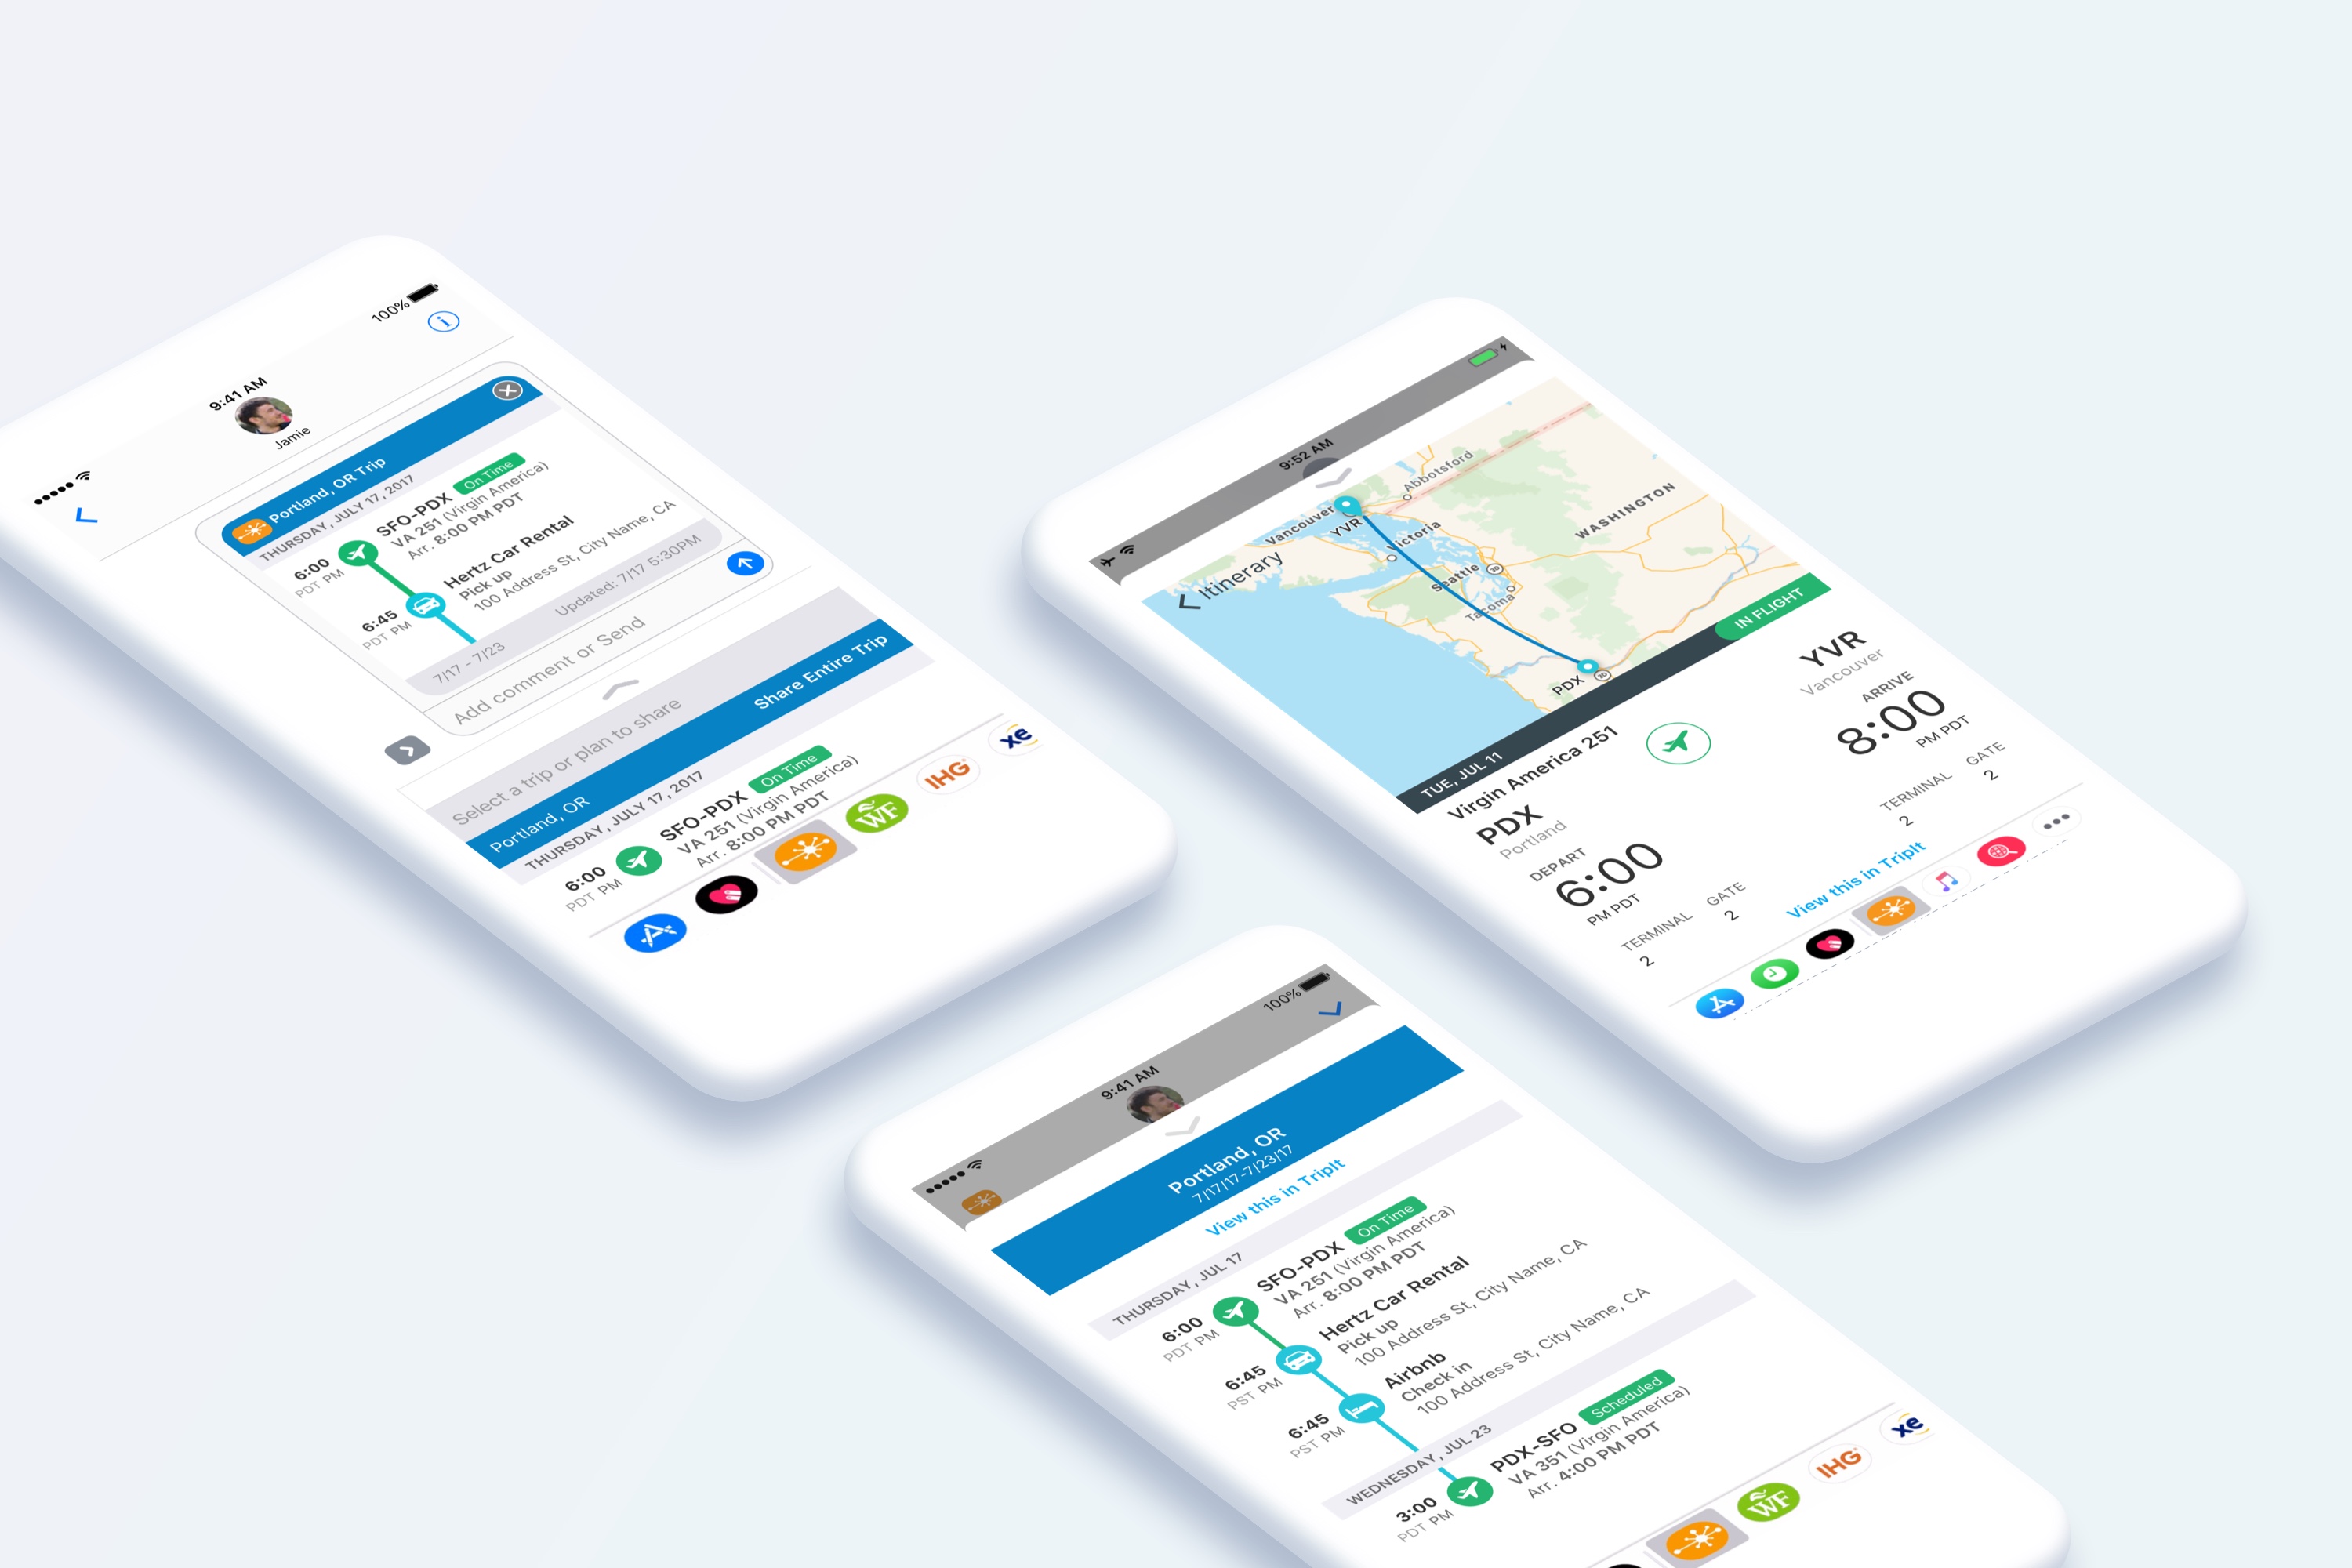 100%
9:41 AM
Jamie
Portland, OR Trip
THURSDAY, JULY 17, 2017
6:00
PDT PM
SFO-PDX On Time
VA 251 (Virgin America)
Arr. 8:00 PM PDT
6:45
PDT PM
Hertz Car Rental
Pick up
100 Address St, City Name, CA
7/17 - 7/23
Updated: 7/17 5:30PM
Add comment or Send
Select a trip or plan to share
Portland, OR
Share Entire Trip
THURSDAY, JULY 17, 2017
6:00
PDT PM
SFO-PDX On Time
VA 251 (Virgin America)
Arr. 8:00 PM PDT
WF
IHG
xe
9:52 AM
Itinerary
Vancouver
YVR
Abbotsford
Victoria
WASHINGTON
Seattle
Tacoma
PDX
TUE, JUL 11
IN FLIGHT
Virgin America 251
PDX
Portland
YVR
Vancouver
DEPART
6:00
PM PDT
ARRIVE
8:00
PM PDT
TERMINAL
2
GATE
2
TERMINAL
2
GATE
2
View this in TripIt
100%
9:41 AM
Portland, OR
7/17/17-7/23/17
View this in TripIt
THURSDAY, JUL 17
6:00
PDT PM
SFO-PDX On Time
VA 251 (Virgin America)
Arr. 8:00 PM PDT
6:45
PST PM
Hertz Car Rental
Pick up
100 Address St, City Name, CA
6:45
PST PM
Airbnb
Check in
100 Address St, City Name, CA
WEDNESDAY, JUL 23
3:00
PDT PM
PDX-SFO Scheduled
VA 351 (Virgin America)
Arr. 4:00 PM PDT
WF
IHG
xe